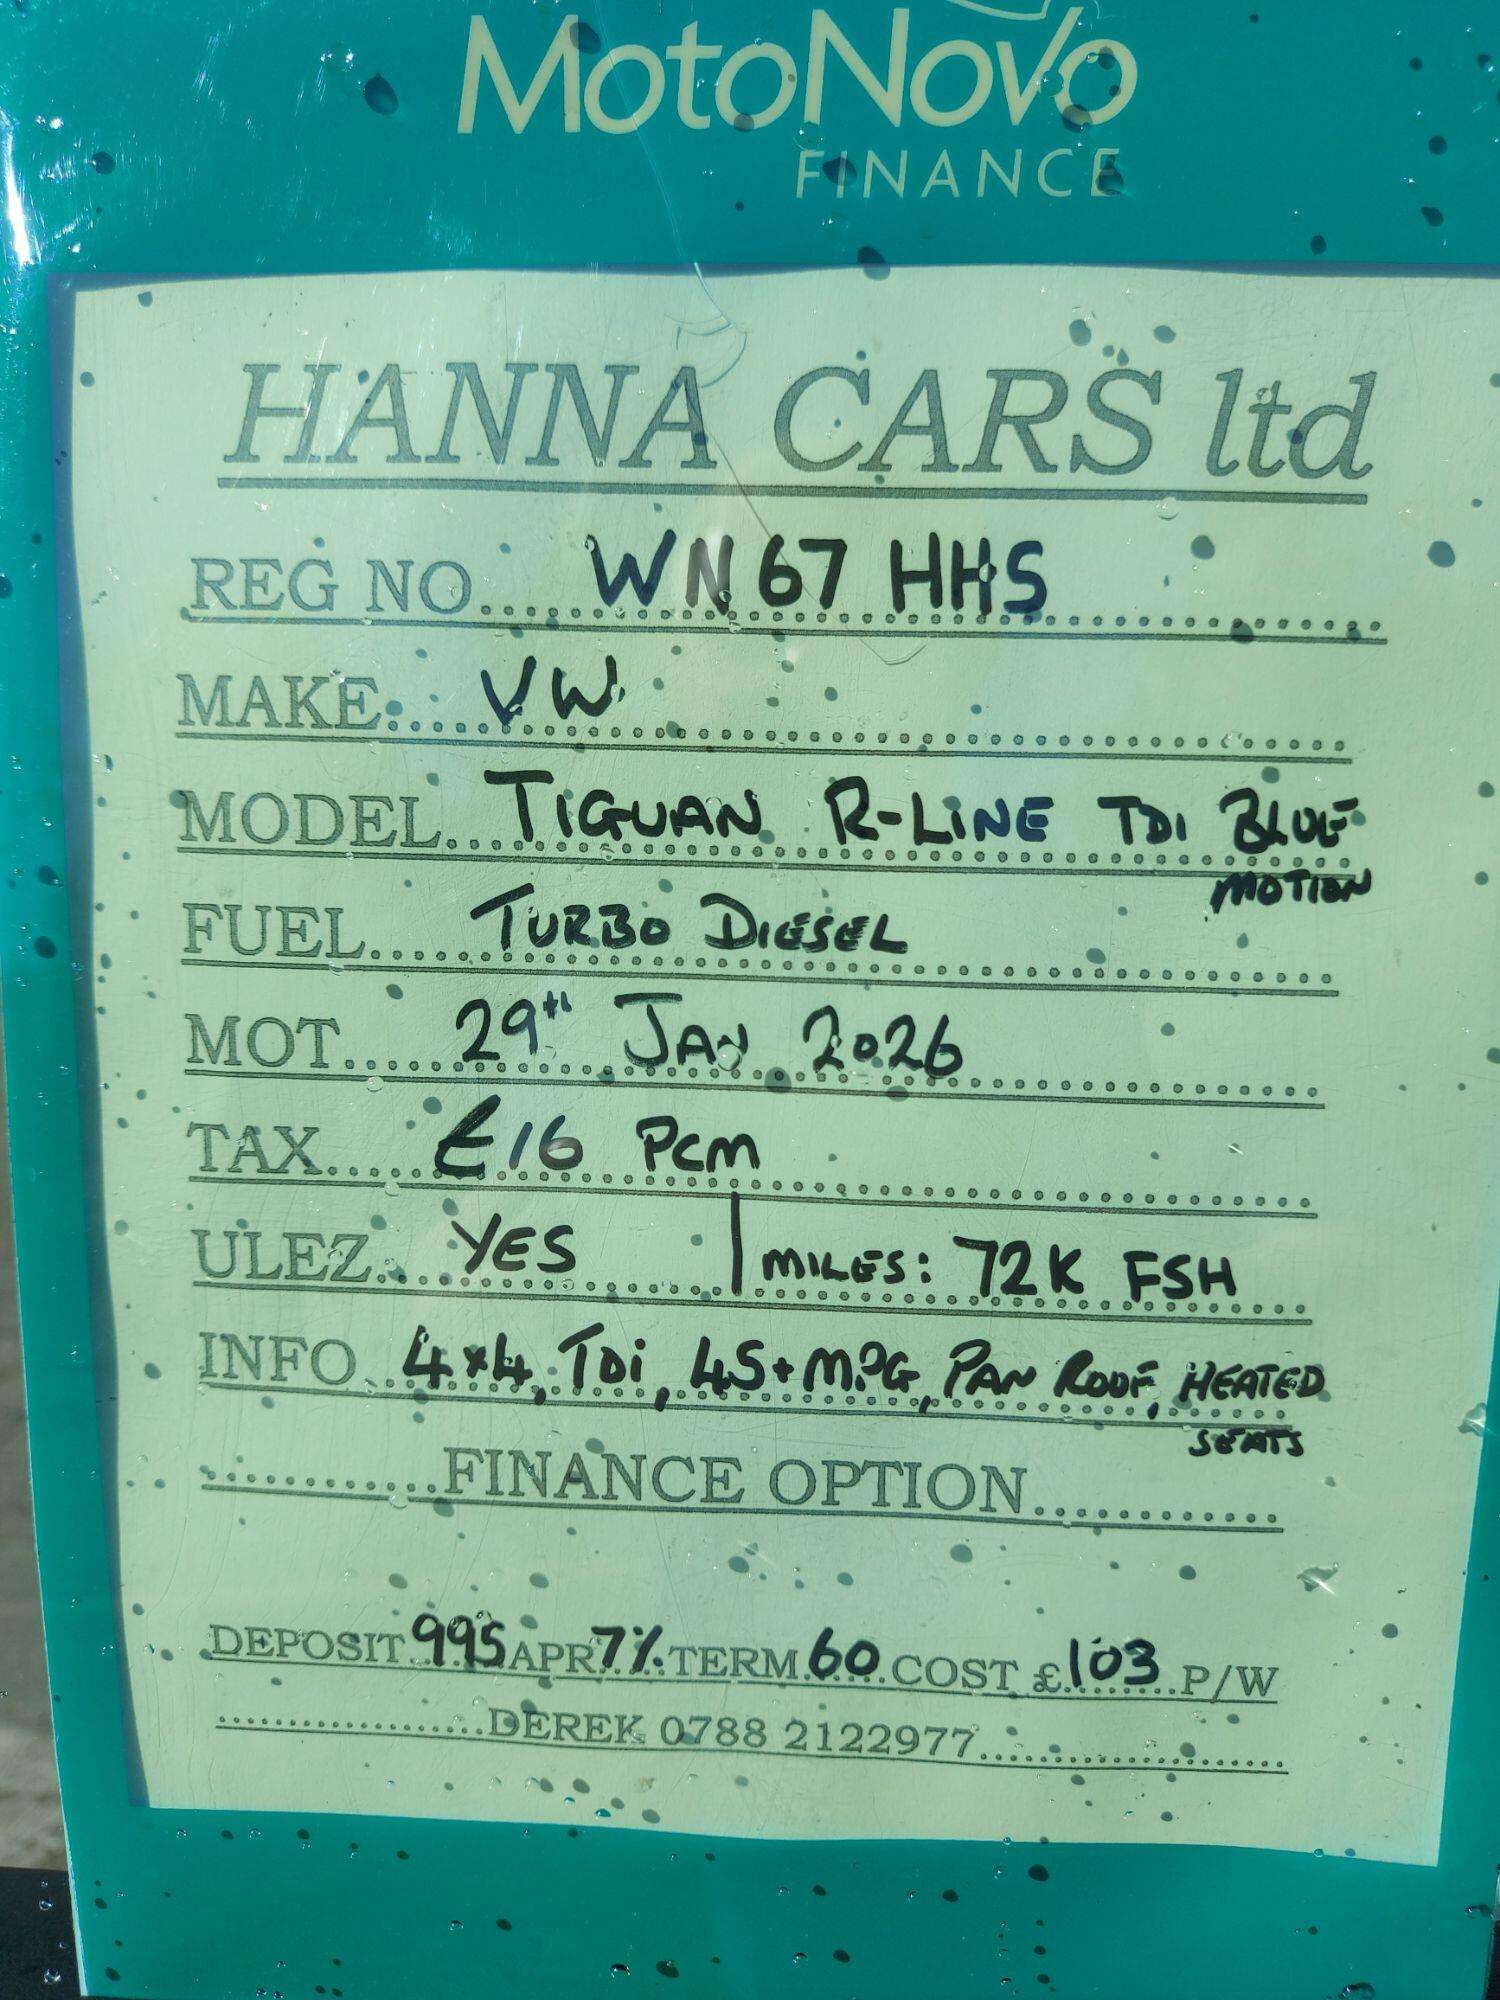 MotoNovo
FINANCE
HANNA CARS ltd
REG NO WN67 HHS
MAKE VW
MODEL TIGUAN R-LINE TDI BLUE
MOTION
FUEL TURBO DIESEL
MOT 29th JAN 2026
TAX £16 PCM
ULEZ YES | MILES: 72K FSH
INFO 4x4, TDi, 45+MPG, PAN ROOF, HEATED
SEATS
FINANCE OPTION
DEPOSIT 995 APR 7% TERM 60 COST £103 P/W
DEREK 0788 2122977